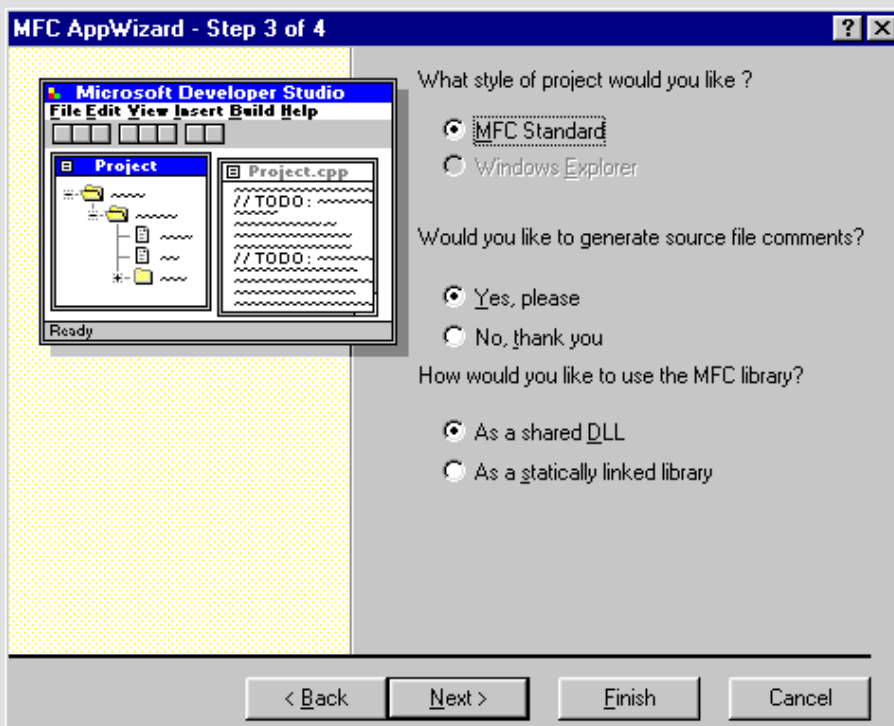 MFC AppWizard - Step 3 of 4
Microsoft Developer Studio
File Edit View Insert Build Help
Project
Project.cpp
//TODO:
//TODO:
Ready
What style of project would you like ?
MFC Standard
Windows Explorer
Would you like to generate source file comments?
Yes, please
No, thank you
How would you like to use the MFC library?
As a shared DLL
As a statically linked library
< Back Next > Finish Cancel